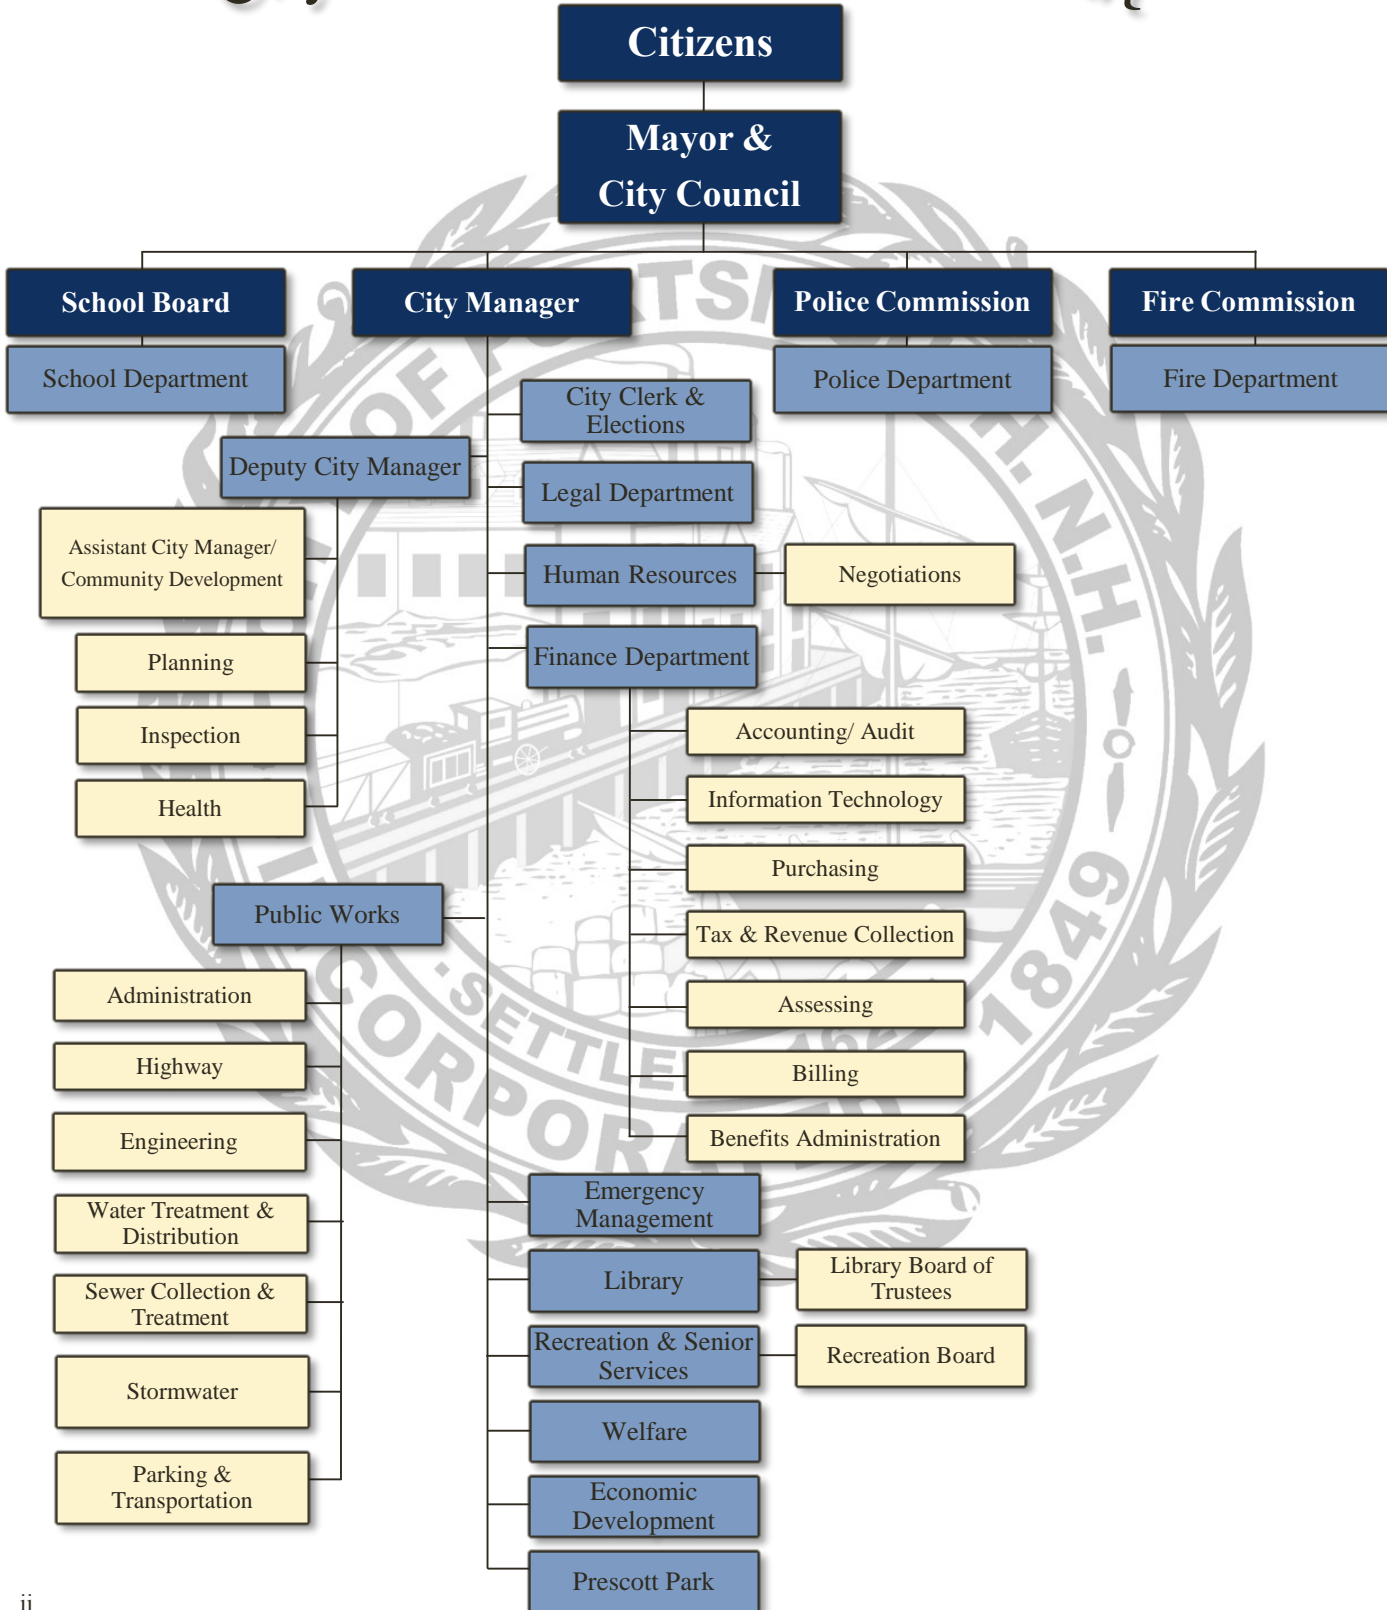 Citizens
Mayor &
City Council
School Board
City Manager
Police Commission
Fire Commission
School Department
Police Department
Fire Department
City Clerk &
Elections
Deputy City Manager
Legal Department
Assistant City Manager/
Community Development
Human Resources
Negotiations
Planning
Finance Department
Inspection
Accounting/ Audit
Health
Information Technology
Purchasing
Public Works
Tax & Revenue Collection
Administration
Assessing
Highway
Billing
Engineering
Benefits Administration
Water Treatment &
Distribution
Emergency
Management
Sewer Collection &
Treatment
Library
Library Board of
Trustees
Recreation & Senior
Services
Recreation Board
Stormwater
Welfare
Parking &
Transportation
Economic
Development
Prescott Park
ii
1849